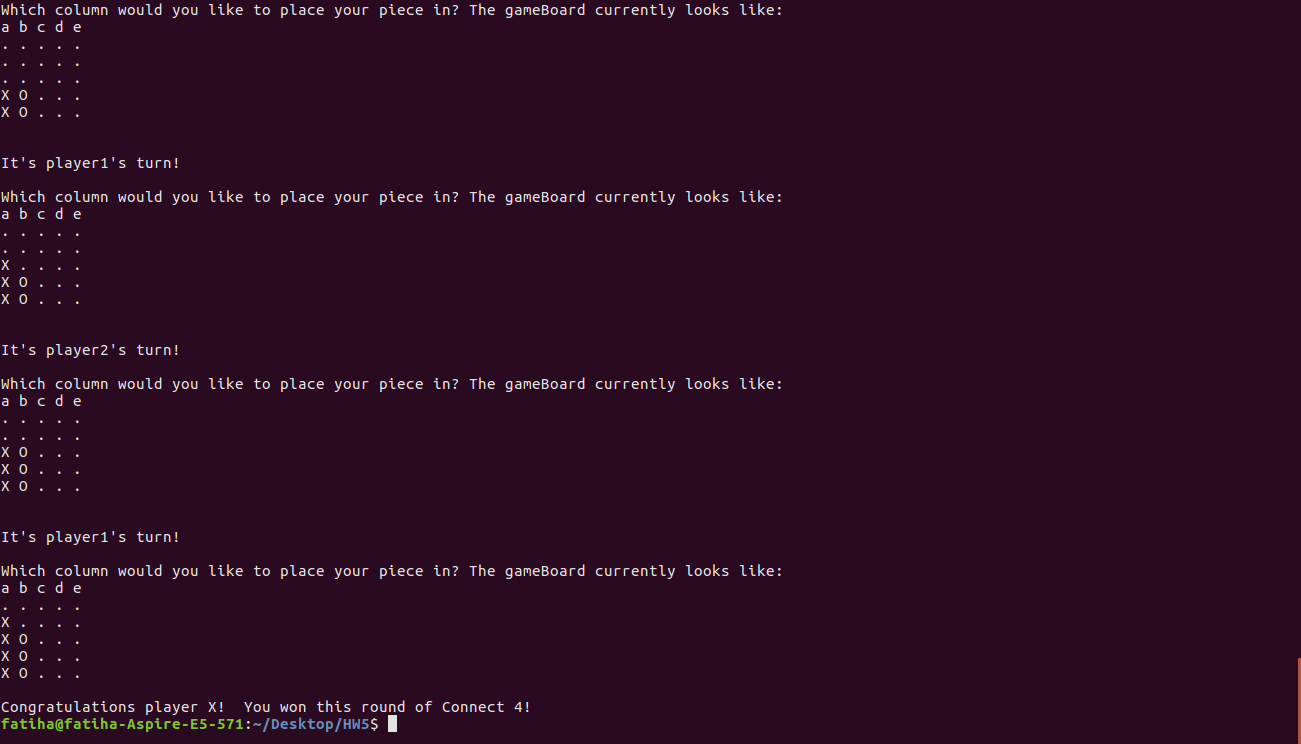 Which column would you like to place your piece in? The gameBoard currently looks like:
a b c d e
. . . . .
. . . . .
. . . . .
X O . . .
X O . . .
It's player1's turn!
Which column would you like to place your piece in? The gameBoard currently looks like:
a b c d e
. . . . .
. . . . .
X . . . .
X O . . .
X O . . .
It's player2's turn!
Which column would you like to place your piece in? The gameBoard currently looks like:
a b c d e
. . . . .
. . . . .
X O . . .
X O . . .
X O . . .
It's player1's turn!
Which column would you like to place your piece in? The gameBoard currently looks like:
a b c d e
. . . . .
X . . . .
X O . . .
X O . . .
X O . . .
Congratulations player X!  You won this round of Connect 4!
fatiha@fatiha-Aspire-E5-571:~/Desktop/HW5$